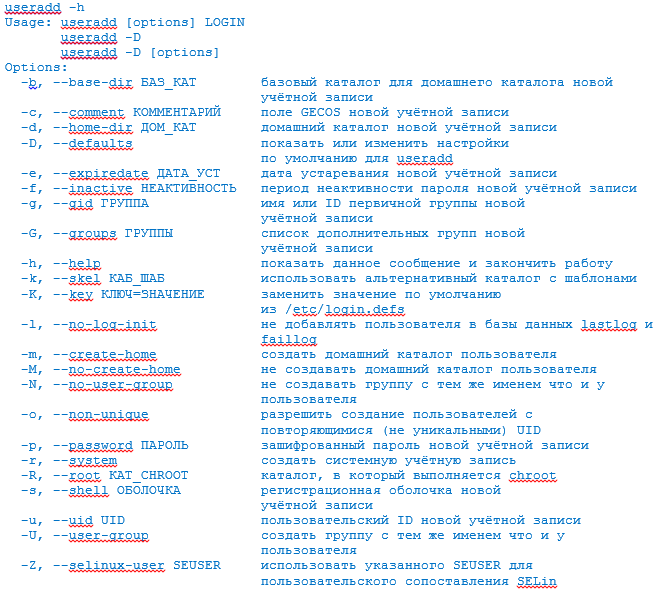 useradd -h
Usage: useradd [options] LOGIN
       useradd -D
       useradd -D [options]
Options:
  -b, --base-dir БАЗ_КАТ        базовый каталог для домашнего каталога новой
                                учётной записи
  -c, --comment КОММЕНТАРИЙ     поле GECOS новой учётной записи
  -d, --home-dir ДОМ_КАТ        домашний каталог новой учётной записи
  -D, --defaults                показать или изменить настройки
                                по умолчанию для useradd
  -e, --expiredate ДАТА_УСТ     дата устаревания новой учётной записи
  -f, --inactive НЕАКТИВНОСТЬ   период неактивности пароля новой учётной записи
  -g, --gid ГРУППА              имя или ID первичной группы новой
                                учётной записи
  -G, --groups ГРУППЫ           список дополнительных групп новой
                                учётной записи
  -h, --help                    показать данное сообщение и закончить работу
  -k, --skel КАБ_ШАБ            использовать альтернативный каталог с шаблонами
  -K, --key КЛЮЧ=ЗНАЧЕНИЕ       заменить значение по умолчанию
                                из /etc/login.defs
  -l, --no-log-init             не добавлять пользователя в базы данных lastlog и
                                faillog
  -m, --create-home             создать домашний каталог пользователя
  -M, --no-create-home          не создавать домашний каталог пользователя
  -N, --no-user-group           не создавать группу с тем же именем что и у
                                пользователя
  -o, --non-unique              разрешить создание пользователей с
                                повторяющимися (не уникальными) UID
  -p, --password ПАРОЛЬ         зашифрованный пароль новой учётной записи
  -r, --system                  создать системную учётную запись
  -R, --root КАТ_CHROOT         каталог, в который выполняется chroot
  -s, --shell ОБОЛОЧКА          регистрационная оболочка новой
                                учётной записи
  -u, --uid UID                 пользовательский ID новой учётной записи
  -U, --user-group              создать группу с тем же именем что и у
                                пользователя
  -Z, --selinux-user SEUSER     использовать указанного SEUSER для
                                пользовательского сопоставления SELin